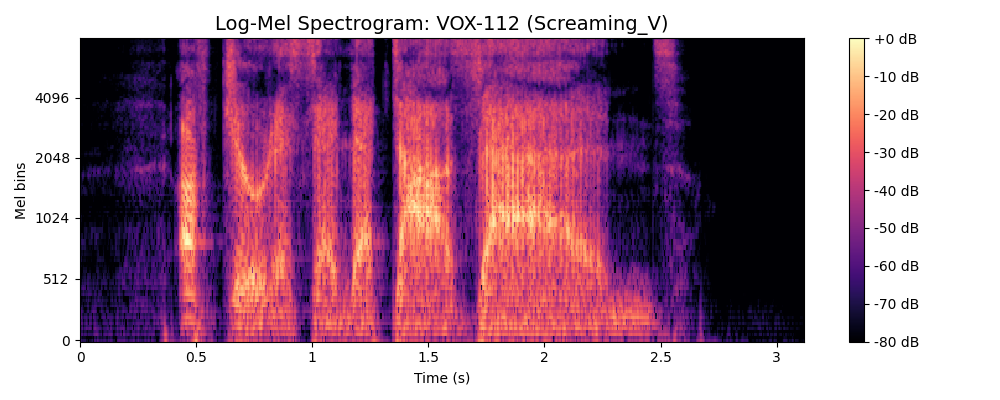 Log-Mel Spectrogram: VOX-112 (Screaming_V)
Mel bins
4096
2048
1024
512
0
0
0.5
1
1.5
2
2.5
3
Time (s)
+0 dB
-10 dB
-20 dB
-30 dB
-40 dB
-50 dB
-60 dB
-70 dB
-80 dB